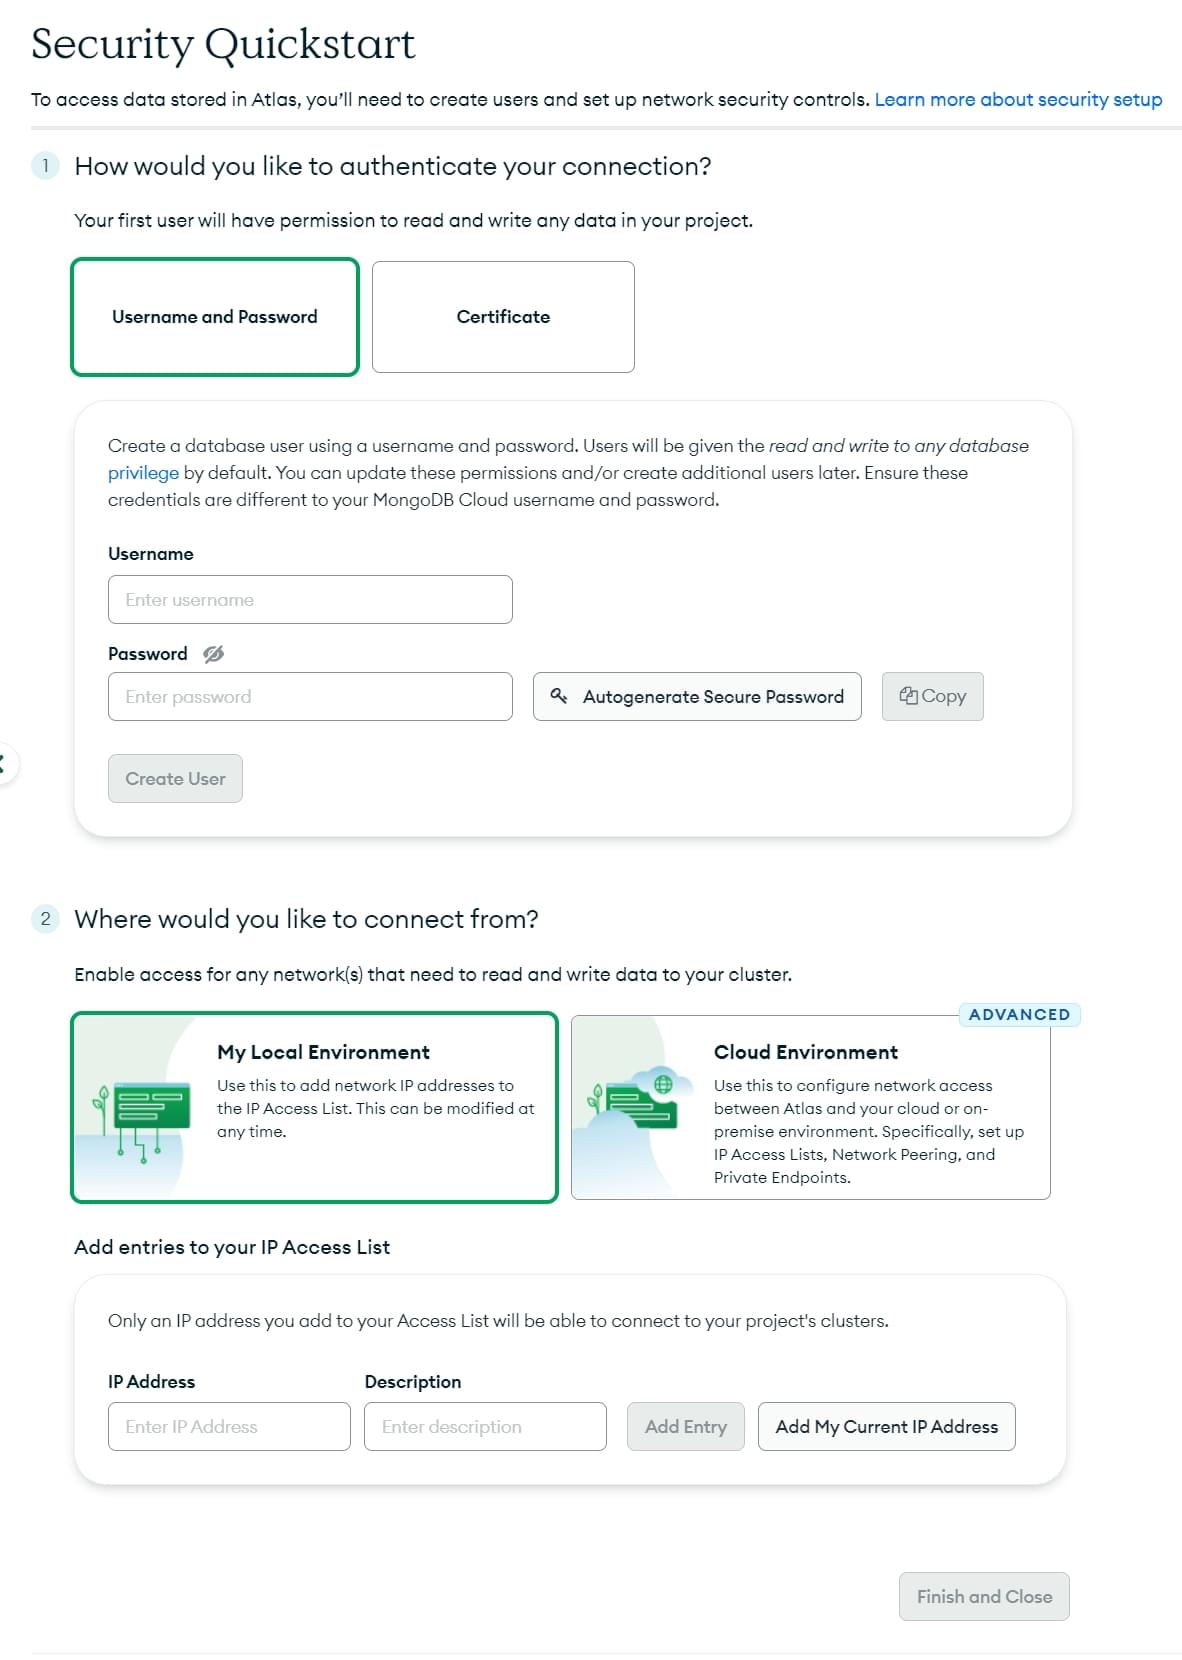 Security Quickstart
To access data stored in Atlas, you’ll need to create users and set up network security controls. Learn more about security setup
1 How would you like to authenticate your connection?
Your first user will have permission to read and write any data in your project.
Username and Password Certificate
Create a database user using a username and password. Users will be given the read and write to any database
privilege by default. You can update these permissions and/or create additional users later. Ensure these
credentials are different to your MongoDB Cloud username and password.
Username
Enter username
Password
Enter password Autogenerate Secure Password Copy
Create User
2 Where would you like to connect from?
Enable access for any network(s) that need to read and write data to your cluster.
My Local Environment
Use this to add network IP addresses to
the IP Access List. This can be modified at
any time.
ADVANCED
Cloud Environment
Use this to configure network access
between Atlas and your cloud or on-
premise environment. Specifically, set up
IP Access Lists, Network Peering, and
Private Endpoints.
Add entries to your IP Access List
Only an IP address you add to your Access List will be able to connect to your project's clusters.
IP Address Description
Enter IP Address Enter description Add Entry Add My Current IP Address
Finish and Close